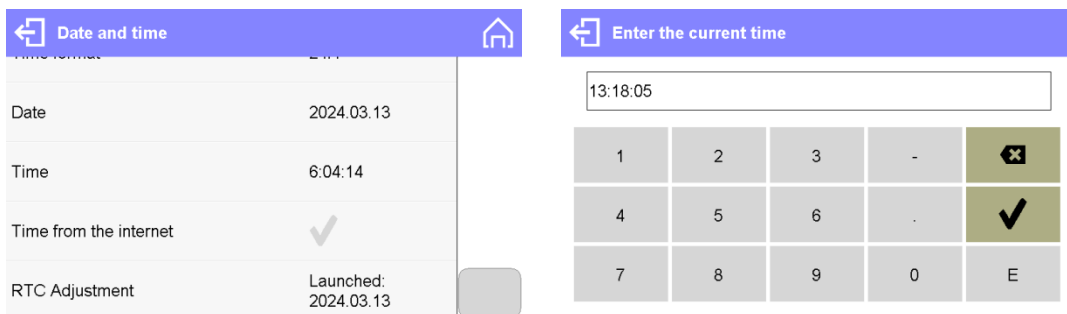 Date and time
Date 2024.03.13
Time 6:04:14
Time from the internet
RTC Adjustment Launched:
2024.03.13
Enter the current time
13:18:05
1 2 3 -
4 5 6 .
7 8 9 0 E